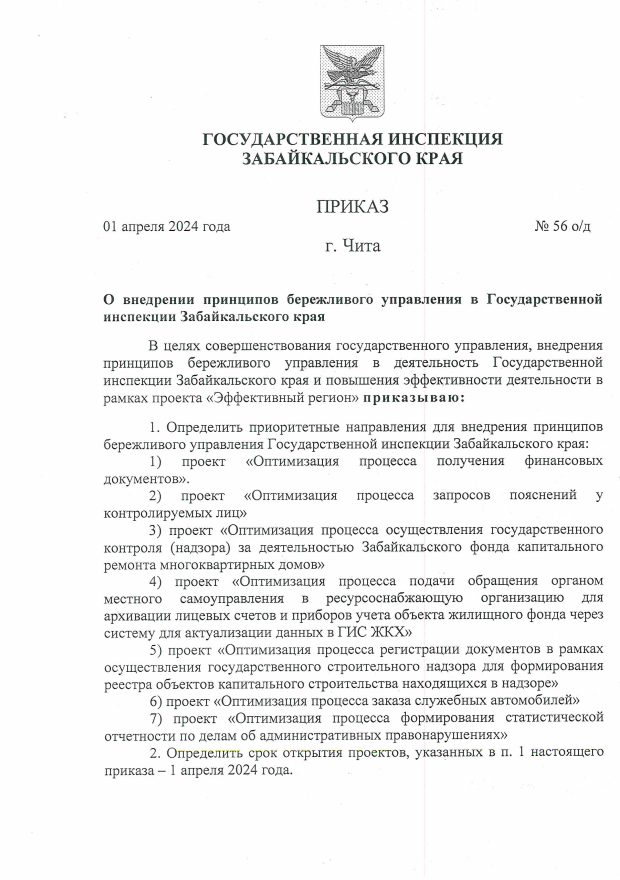 ГОСУДАРСТВЕННАЯ ИНСПЕКЦИЯ
ЗАБАЙКАЛЬСКОГО КРАЯ
ПРИКАЗ
01 апреля 2024 года № 56 о/д
г. Чита
О внедрении принципов бережливого управления в Государственной
инспекции Забайкальского края
В целях совершенствования государственного управления, внедрения
принципов бережливого управления в деятельность Государственной
инспекции Забайкальского края и повышения эффективности деятельности в
рамках проекта «Эффективный регион» приказываю:
1. Определить приоритетные направления для внедрения принципов
бережливого управления Государственной инспекции Забайкальского края:
1) проект «Оптимизация процесса получения финансовых
документов».
2) проект «Оптимизация процесса запросов пояснений у
контролируемых лиц»
3) проект «Оптимизация процесса осуществления государственного
контроля (надзора) за деятельностью Забайкальского фонда капитального
ремонта многоквартирных домов»
4) проект «Оптимизация процесса подачи обращения органом
местного самоуправления в ресурсоснабжающую организацию для
архивации лицевых счетов и приборов учета объекта жилищного фонда через
систему для актуализации данных в ГИС ЖКХ»
5) проект «Оптимизация процесса регистрации документов в рамках
осуществления государственного строительного надзора для формирования
реестра объектов капитального строительства находящихся в надзоре»
6) проект «Оптимизация процесса заказа служебных автомобилей»
7) проект «Оптимизация процесса формирования статистической
отчетности по делам об административных правонарушениях»
2. Определить срок открытия проектов, указанных в п. 1 настоящего
приказа – 1 апреля 2024 года.